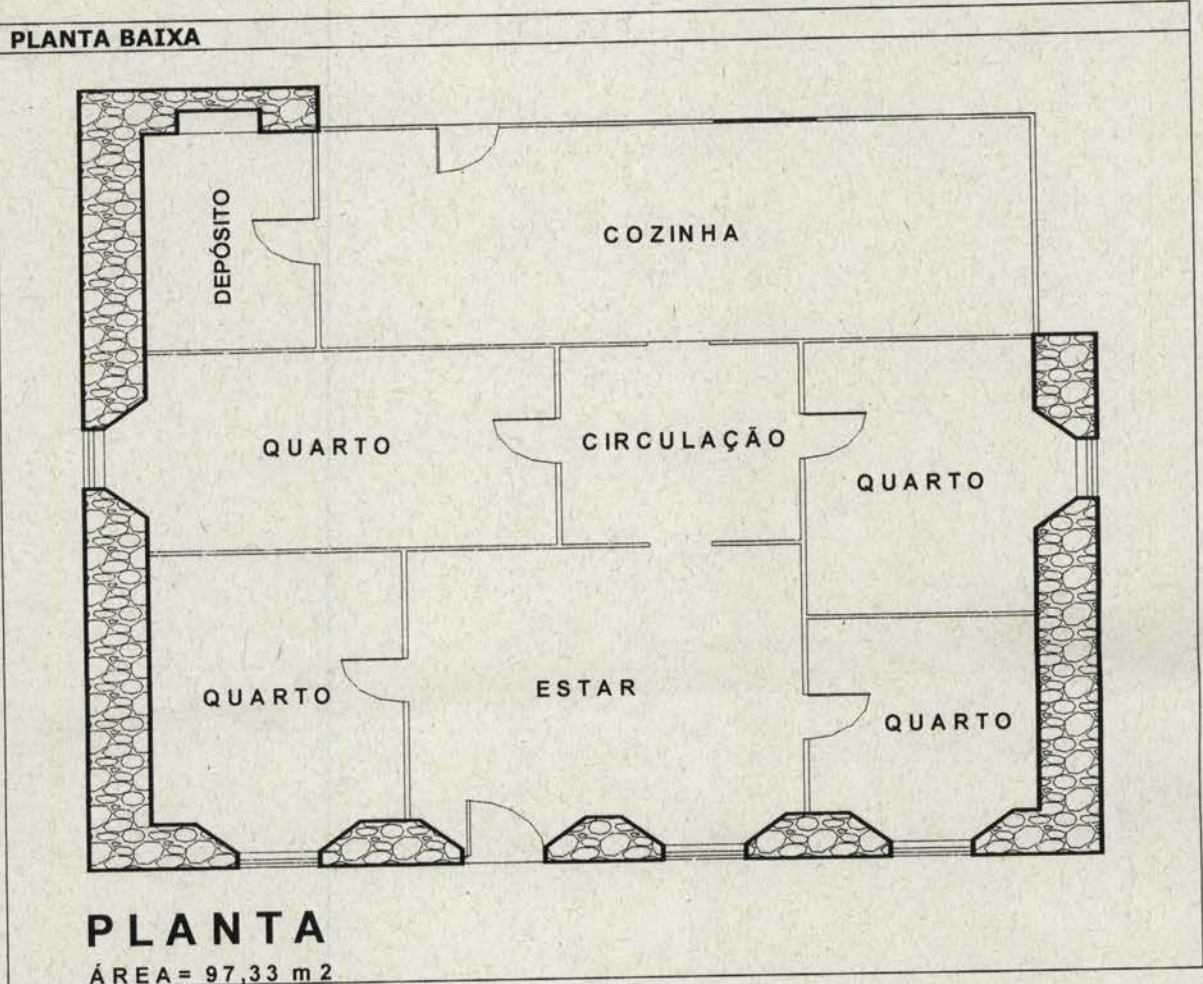 PLANTA BAIXA
DEPÓSITO
COZINHA
QUARTO
CIRCULAÇÃO
QUARTO
QUARTO
ESTAR
QUARTO
PLANTA
ÁREA= 97,33 m2